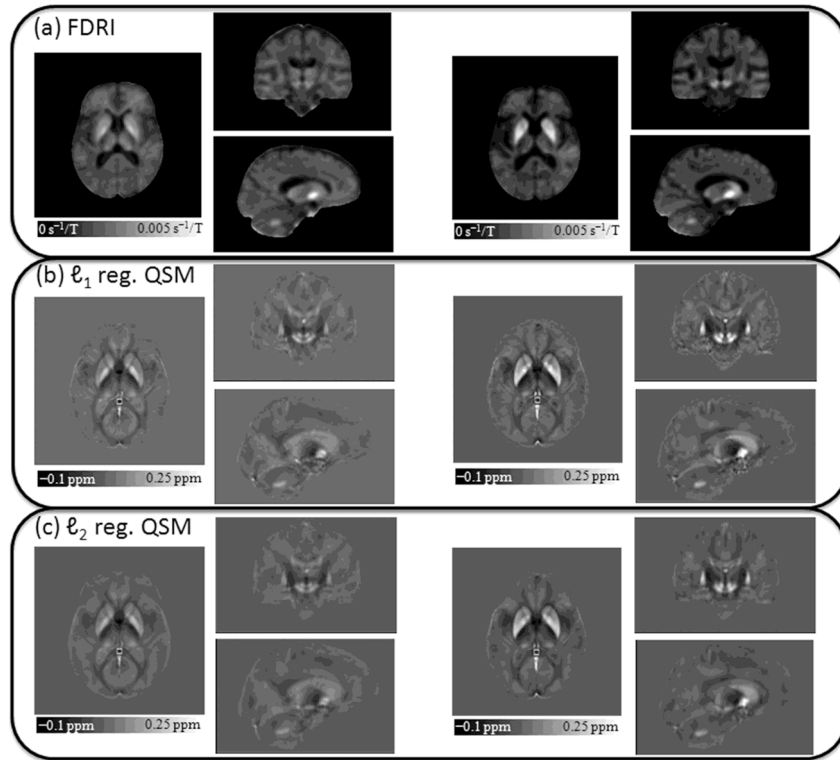 (a) FDRI
0 s⁻¹/T 0.005 s⁻¹/T
0 s⁻¹/T 0.005 s⁻¹/T
(b) ℓ₁ reg. QSM
−0.1 ppm 0.25 ppm
−0.1 ppm 0.25 ppm
(c) ℓ₂ reg. QSM
−0.1 ppm 0.25 ppm
−0.1 ppm 0.25 ppm